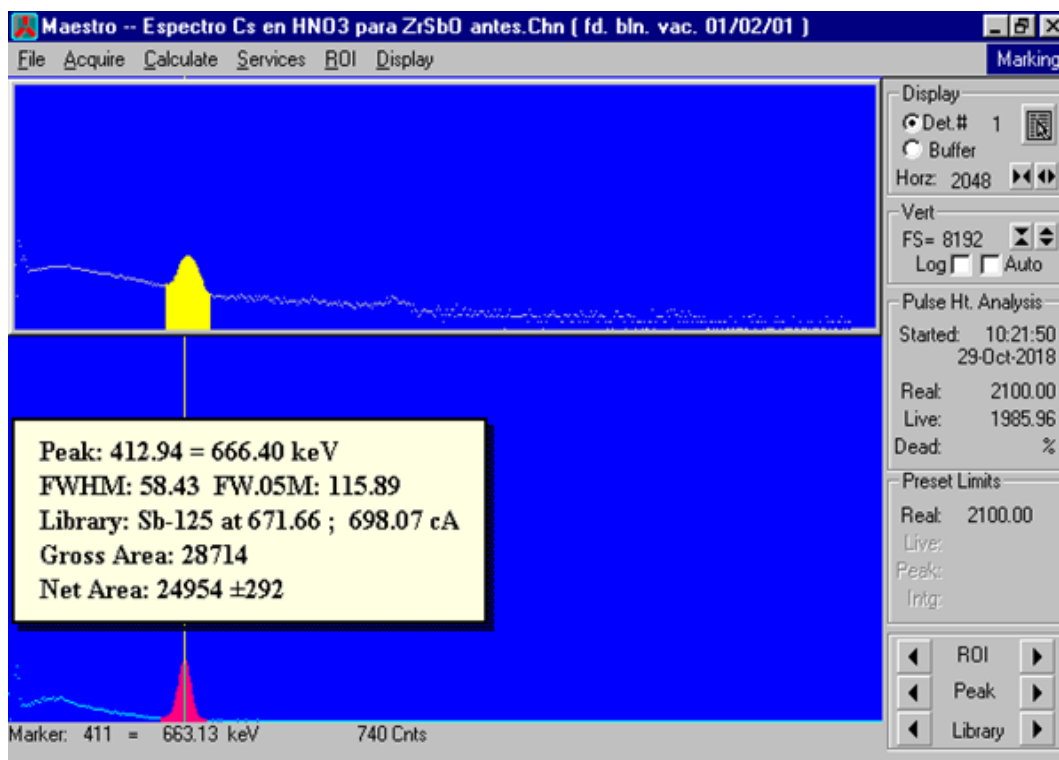 Maestro -- Espectro Cs en HNO3 para ZrSbO antes.Chn ( fd. bln. vac. 01/02/01 )
File Acquire Calculate Services ROI Display
Marking
Display
Det.# 1
Buffer
Horz: 2048
Vert
FS= 8192
Log Auto
Pulse Ht. Analysis
Started: 10:21:50
29-Oct-2018
Real: 2100.00
Live: 1985.96
Dead: %
Preset Limits
Real: 2100.00
Live:
Peak:
Intg:
ROI
Peak
Library
Peak: 412.94 = 666.40 keV
FWHM: 58.43 FW.05M: 115.89
Library: Sb-125 at 671.66 ; 698.07 cA
Gross Area: 28714
Net Area: 24954 ±292
Marker: 411 = 663.13 keV 740 Cnts